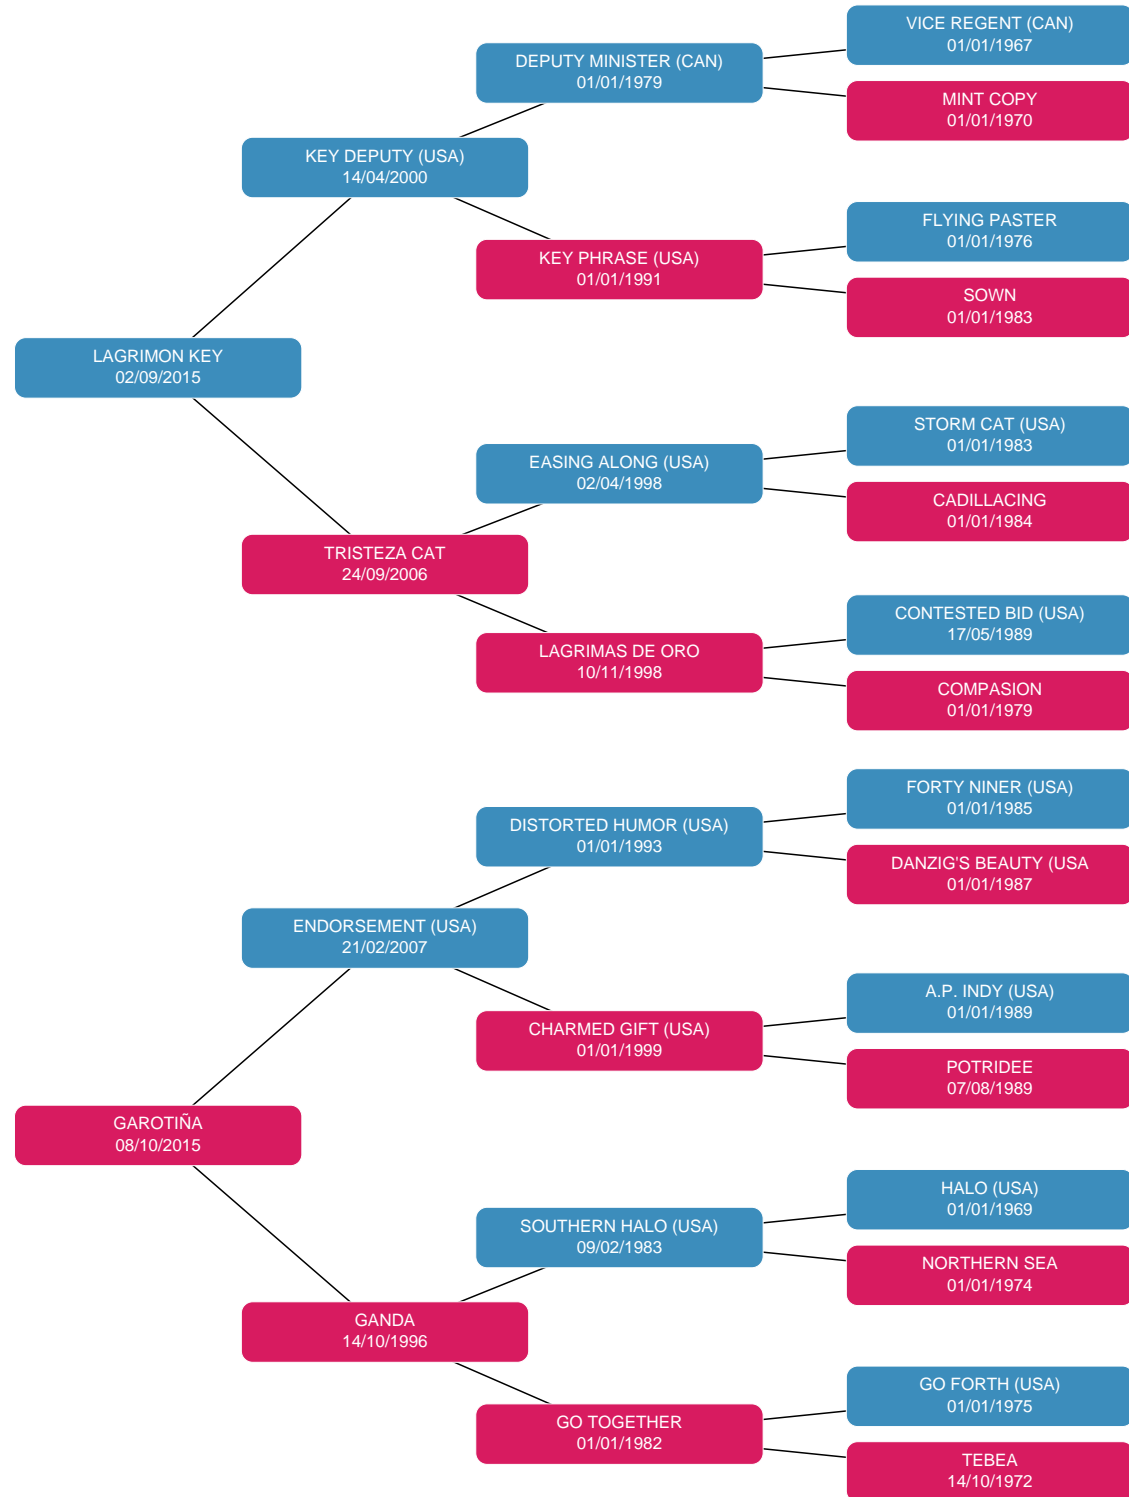 VICE REGENT (CAN)
01/01/1967
DEPUTY MINISTER (CAN)
01/01/1979
MINT COPY
01/01/1970
KEY DEPUTY (USA)
14/04/2000
FLYING PASTER
01/01/1976
KEY PHRASE (USA)
01/01/1991
SOWN
01/01/1983
LAGRIMON KEY
02/09/2015
STORM CAT (USA)
01/01/1983
EASING ALONG (USA)
02/04/1998
CADILLACING
01/01/1984
TRISTEZA CAT
24/09/2006
CONTESTED BID (USA)
17/05/1989
LAGRIMAS DE ORO
10/11/1998
COMPASION
01/01/1979
FORTY NINER (USA)
01/01/1985
DISTORTED HUMOR (USA)
01/01/1993
DANZIG'S BEAUTY (USA
01/01/1987
ENDORSEMENT (USA)
21/02/2007
A.P. INDY (USA)
01/01/1989
CHARMED GIFT (USA)
01/01/1999
POTRIDEE
07/08/1989
GAROTIÑA
08/10/2015
HALO (USA)
01/01/1969
SOUTHERN HALO (USA)
09/02/1983
NORTHERN SEA
01/01/1974
GANDA
14/10/1996
GO FORTH (USA)
01/01/1975
GO TOGETHER
01/01/1982
TEBEA
14/10/1972